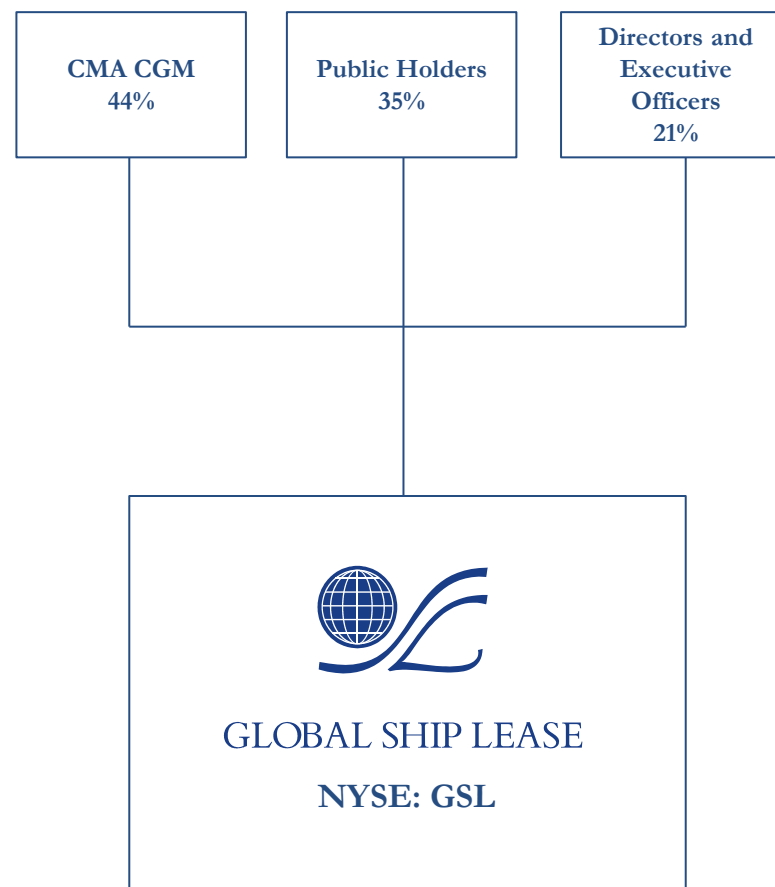 CMA CGM
44%
Public Holders
35%
Directors and
Executive
Officers
21%
GLOBAL SHIP LEASE
NYSE: GSL